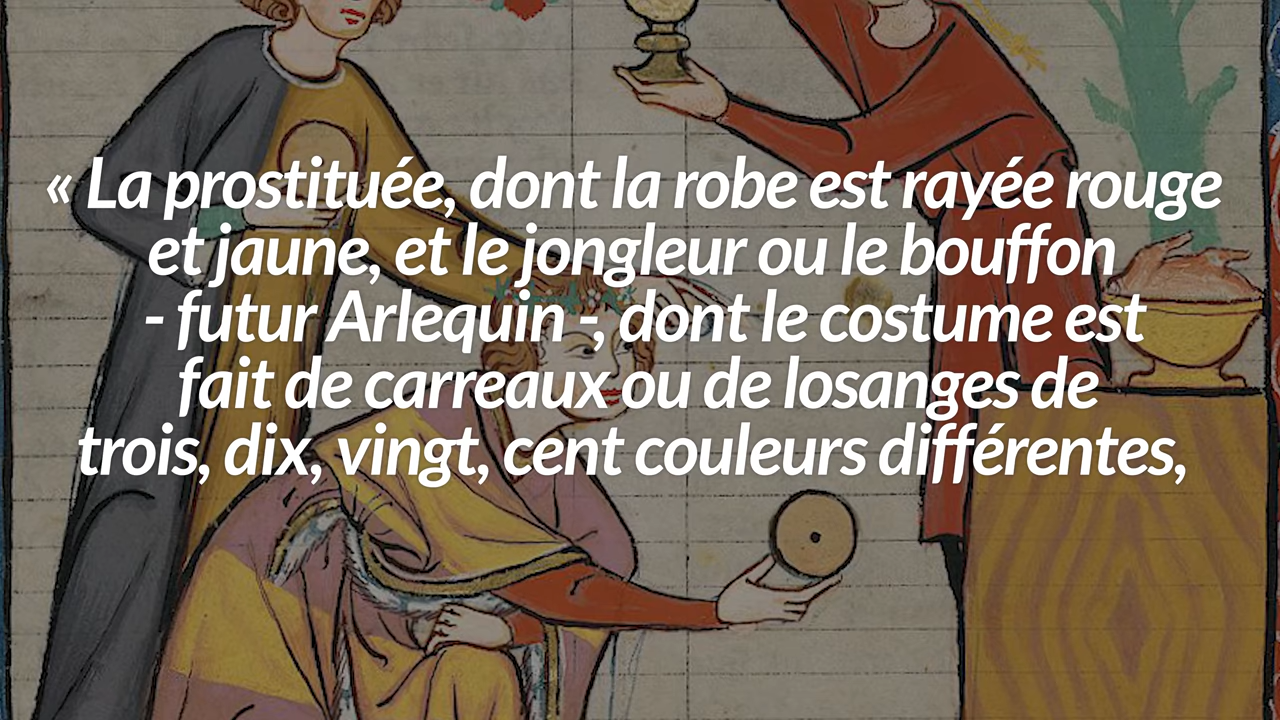 « La prostituée, dont la robe est rayée rouge
et jaune, et le jongleur ou le bouffon
- futur Arlequin -, dont le costume est
fait de carreaux ou de losanges de
trois, dix, vingt, cent couleurs différentes,